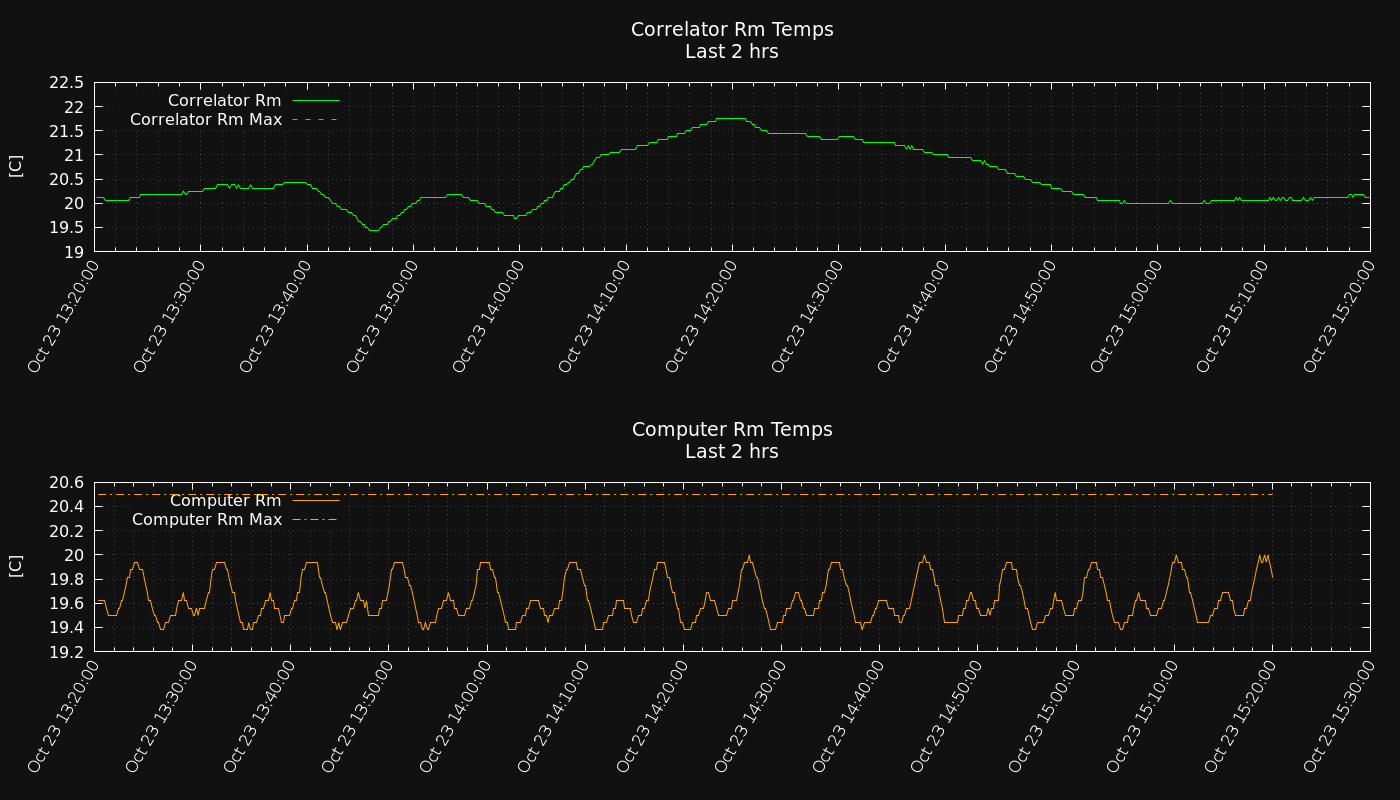 Correlator Rm Temps
Last 2 hrs
22.5
22
21.5
21
20.5
20
19.5
19
[C]
Correlator Rm
Correlator Rm Max
Oct 23 13:20:00
Oct 23 13:30:00
Oct 23 13:40:00
Oct 23 13:50:00
Oct 23 14:00:00
Oct 23 14:10:00
Oct 23 14:20:00
Oct 23 14:30:00
Oct 23 14:40:00
Oct 23 14:50:00
Oct 23 15:00:00
Oct 23 15:10:00
Oct 23 15:20:00
Computer Rm Temps
Last 2 hrs
20.6
20.4
20.2
20
19.8
19.6
19.4
19.2
[C]
Computer Rm
Computer Rm Max
Oct 23 13:20:00
Oct 23 13:30:00
Oct 23 13:40:00
Oct 23 13:50:00
Oct 23 14:00:00
Oct 23 14:10:00
Oct 23 14:20:00
Oct 23 14:30:00
Oct 23 14:40:00
Oct 23 14:50:00
Oct 23 15:00:00
Oct 23 15:10:00
Oct 23 15:20:00
Oct 23 15:30:00